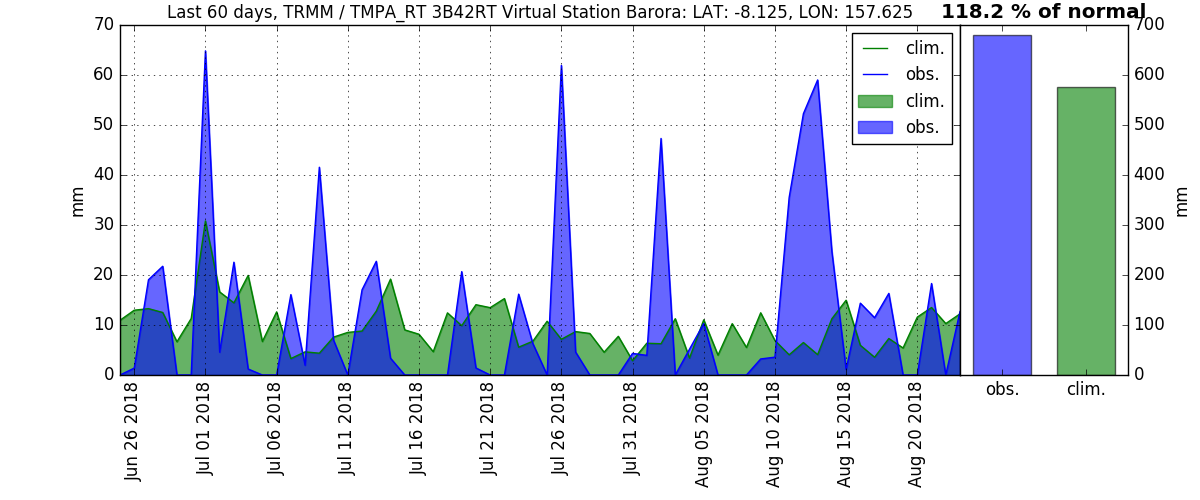 Last 60 days, TRMM / TMPA_RT 3B42RT Virtual Station Barora: LAT: -8.125, LON: 157.625
118.2 % of normal
70
60
50
40
30
20
10
0
mm
clim.
obs.
clim.
obs.
700
600
500
400
300
200
100
0
mm
obs.
clim.
Jun 26 2018
Jul 01 2018
Jul 06 2018
Jul 11 2018
Jul 16 2018
Jul 21 2018
Jul 26 2018
Jul 31 2018
Aug 05 2018
Aug 10 2018
Aug 15 2018
Aug 20 2018